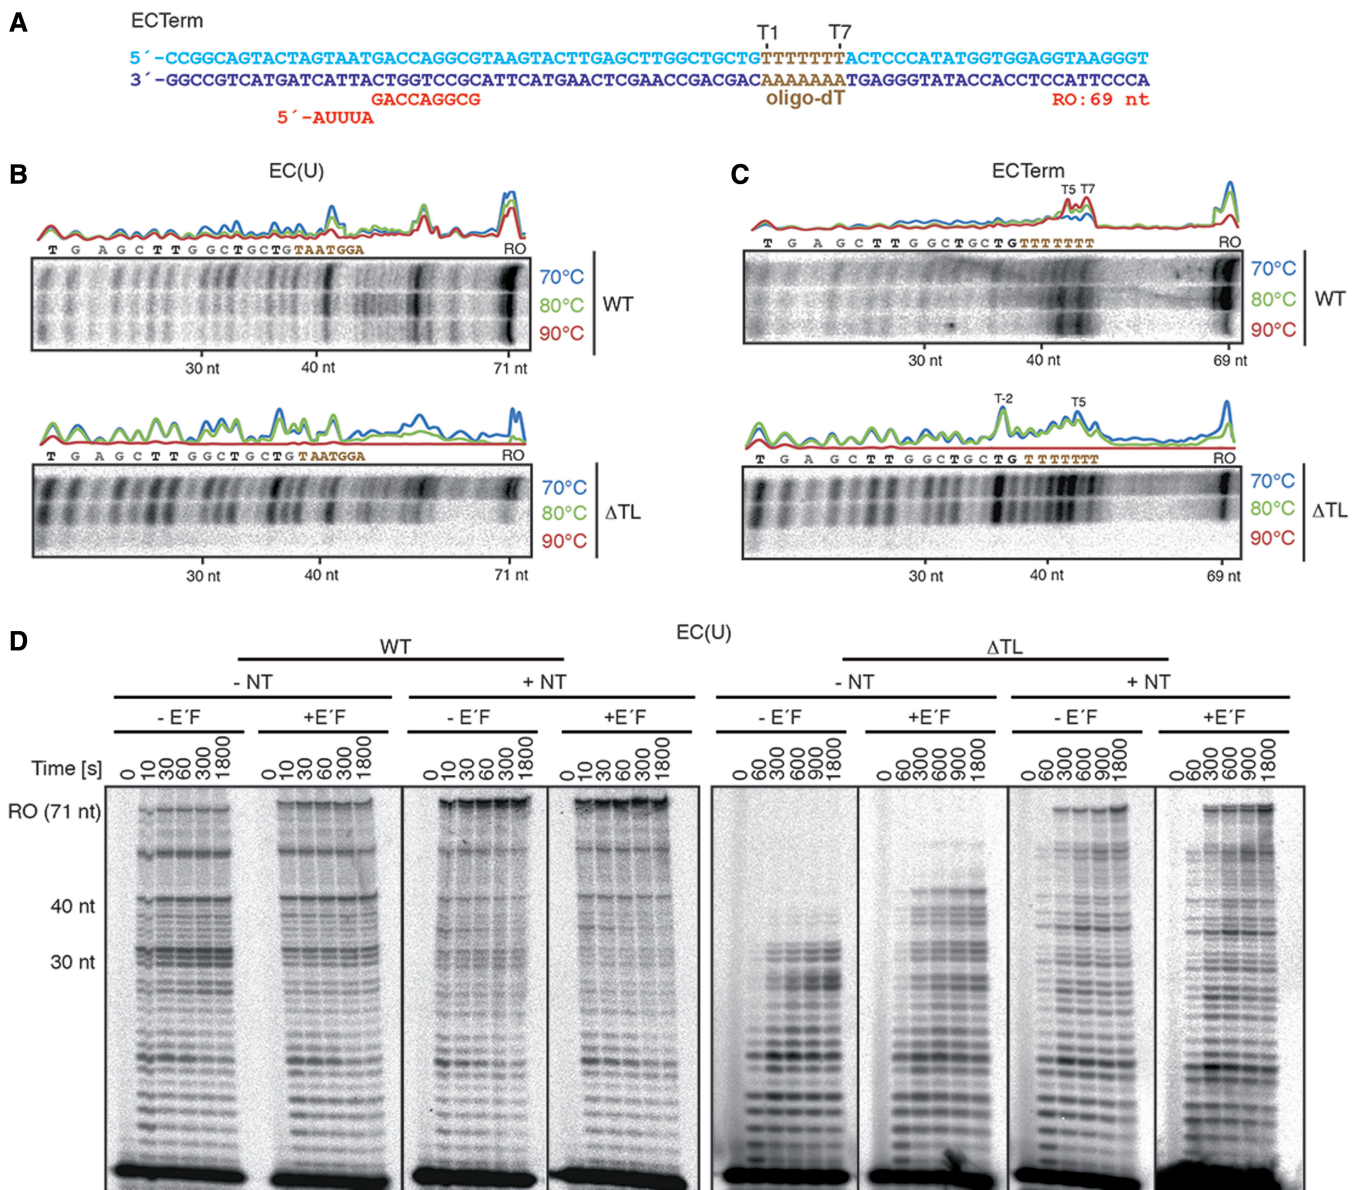 A
ECTerm
T1 T7
5´-CCGGCAGTACTAGTAATGACCAGGCGTAAGTACTTGAGCTTGGCTGCTGTTTTTTTACTCCCATATGGTGGAGGTAAGGGT
3´-GGCCGTCATGATCATTACTGGTCCGCATTCATGAACTCGAACCGACGACAAAAAAATGAGGGTATACCACCTCCATTCCCA
GACCAGGCG oligo-dT RO:69 nt
5´-AUUUA
B
EC(U)
T G A G C T T G G C T G C T G T A A T G G A RO
70°C
80°C
90°C
WT
30 nt 40 nt 71 nt
T G A G C T T G G C T G C T G T A A T G G A RO
70°C
80°C
90°C
ΔTL
30 nt 40 nt 71 nt
C
ECTerm
T5 T7
T G A G C T T G G C T G C T G T T T T T T T RO
70°C
80°C
90°C
WT
30 nt 40 nt 69 nt
T-2 T5
T G A G C T T G G C T G C T G T T T T T T T RO
70°C
80°C
90°C
ΔTL
30 nt 40 nt 69 nt
D
EC(U)
WT ΔTL
- NT + NT - NT + NT
- E´F +E´F - E´F +E´F - E´F +E´F - E´F +E´F
Time [s] 0 10 30 60 300 1800 0 10 30 60 300 1800 0 10 30 60 300 1800 0 10 30 60 300 1800 0 60 300 600 900 1800 0 60 300 600 900 1800 0 60 300 600 900 1800 0 60 300 600 900 1800
RO (71 nt)
40 nt
30 nt